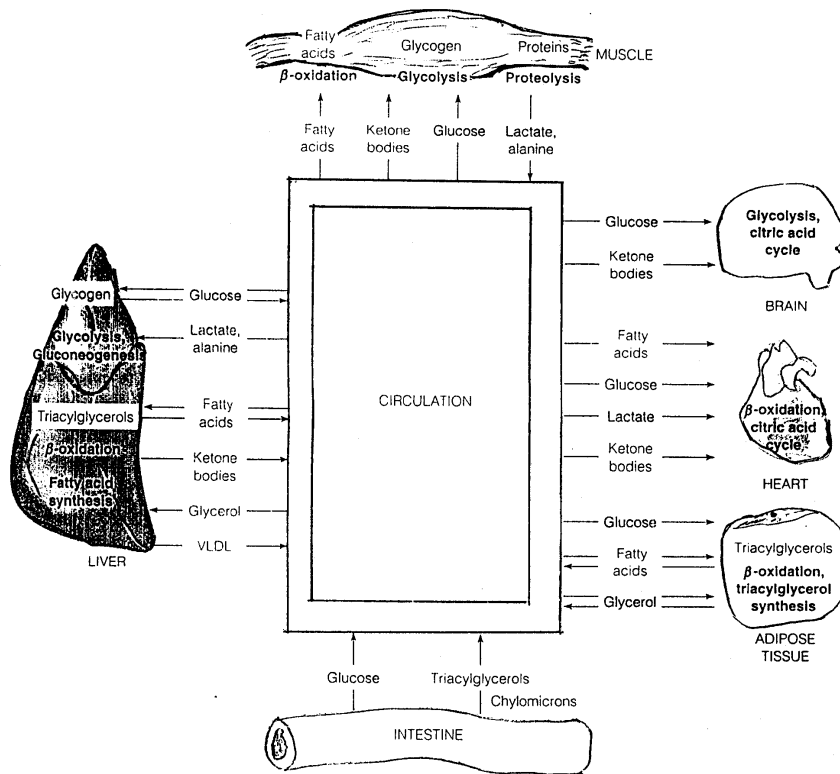 Fatty
acids
Glycogen
Proteins
MUSCLE
β-oxidation
Glycolysis
Proteolysis
Fatty
acids
Ketone
bodies
Glucose
Lactate,
alanine
Glycogen
Glycolysis,
Gluconeogenesis
Triacylglycerols
β-oxidation
Fatty acid
synthesis
LIVER
Glucose
Lactate,
alanine
Fatty
acids
Ketone
bodies
Glycerol
VLDL
CIRCULATION
Glucose
Ketone
bodies
Glycolysis,
citric acid
cycle
BRAIN
Fatty
acids
Glucose
Lactate
Ketone
bodies
β-oxidation,
citric acid
cycle
HEART
Glucose
Fatty
acids
Glycerol
Triacylglycerols
β-oxidation,
triacylglycerol
synthesis
ADIPOSE
TISSUE
Glucose
Triacylglycerols
Chylomicrons
INTESTINE